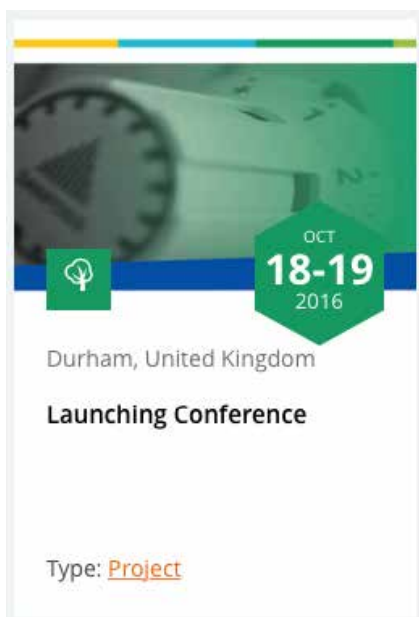 OCT
18-19
2016
Durham, United Kingdom
Launching Conference
Type: Project